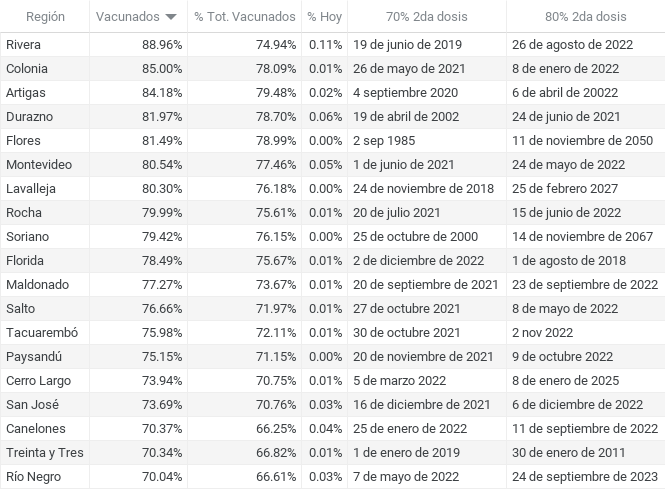 Región Vacunados % Tot. Vacunados % Hoy 70% 2da dosis 80% 2da dosis
Rivera 88.96% 74.94% 0.11% 19 de junio de 2019 26 de agosto de 2022
Colonia 85.00% 78.09% 0.01% 26 de mayo de 2021 8 de enero de 2022
Artigas 84.18% 79.48% 0.02% 4 septiembre 2020 6 de abril de 20022
Durazno 81.97% 78.70% 0.06% 19 de abril de 2002 24 de junio de 2021
Flores 81.49% 78.99% 0.00% 2 sep 1985 11 de noviembre de 2050
Montevideo 80.54% 77.46% 0.05% 1 de junio de 2021 24 de mayo de 2022
Lavalleja 80.30% 76.18% 0.00% 24 de noviembre de 2018 25 de febrero 2027
Rocha 79.99% 75.61% 0.01% 20 de julio 2021 15 de junio de 2022
Soriano 79.42% 76.15% 0.00% 25 de octubre de 2000 14 de noviembre de 2067
Florida 78.49% 75.67% 0.01% 2 de diciembre de 2022 1 de agosto de 2018
Maldonado 77.27% 73.67% 0.01% 20 de septiembre de 2021 23 de septiembre de 2022
Salto 76.66% 71.97% 0.01% 27 de octubre 2021 8 de mayo de 2022
Tacuarembó 75.98% 72.11% 0.01% 30 de octubre 2021 2 nov 2022
Paysandú 75.15% 71.15% 0.00% 20 de noviembre de 2021 9 de octubre 2022
Cerro Largo 73.94% 70.75% 0.01% 5 de marzo 2022 8 de enero de 2025
San José 73.69% 70.76% 0.03% 16 de diciembre de 2021 6 de diciembre de 2022
Canelones 70.37% 66.25% 0.04% 25 de enero de 2022 11 de septiembre de 2022
Treinta y Tres 70.34% 66.82% 0.01% 1 de enero de 2019 30 de enero de 2011
Río Negro 70.04% 66.61% 0.03% 7 de mayo de 2022 24 de septiembre de 2023